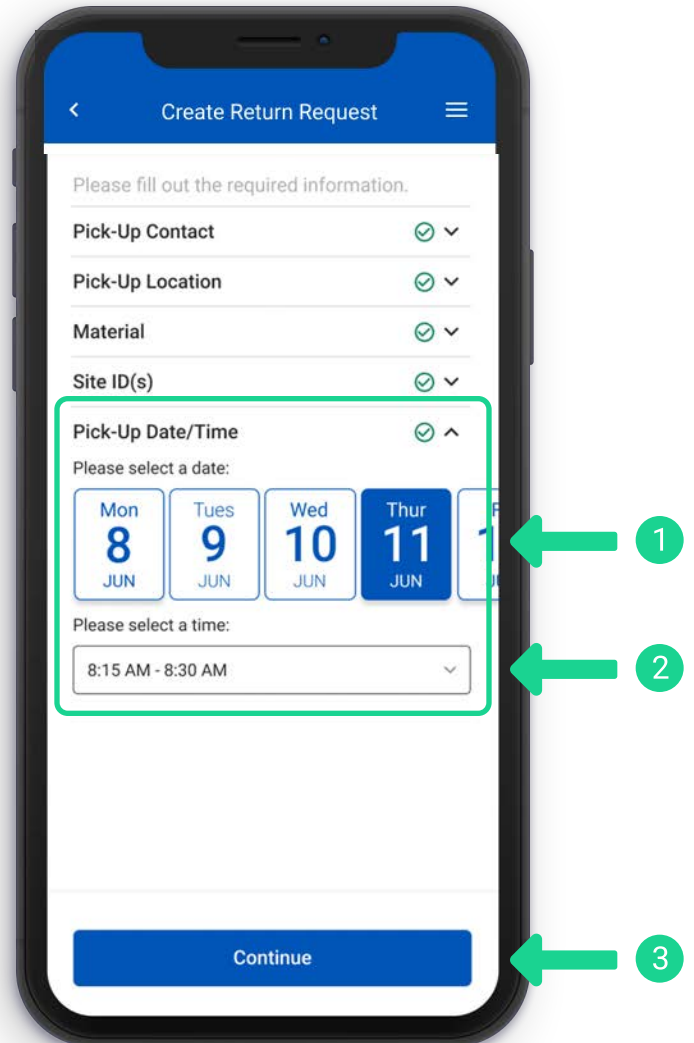 Create Return Request
Please fill out the required information.
Pick-Up Contact
Pick-Up Location
Material
Site ID(s)
Pick-Up Date/Time
Please select a date:
Mon Tues Wed Thur
8 9 10 11
JUN JUN JUN JUN
1
Please select a time:
8:15 AM - 8:30 AM
2
Continue
3